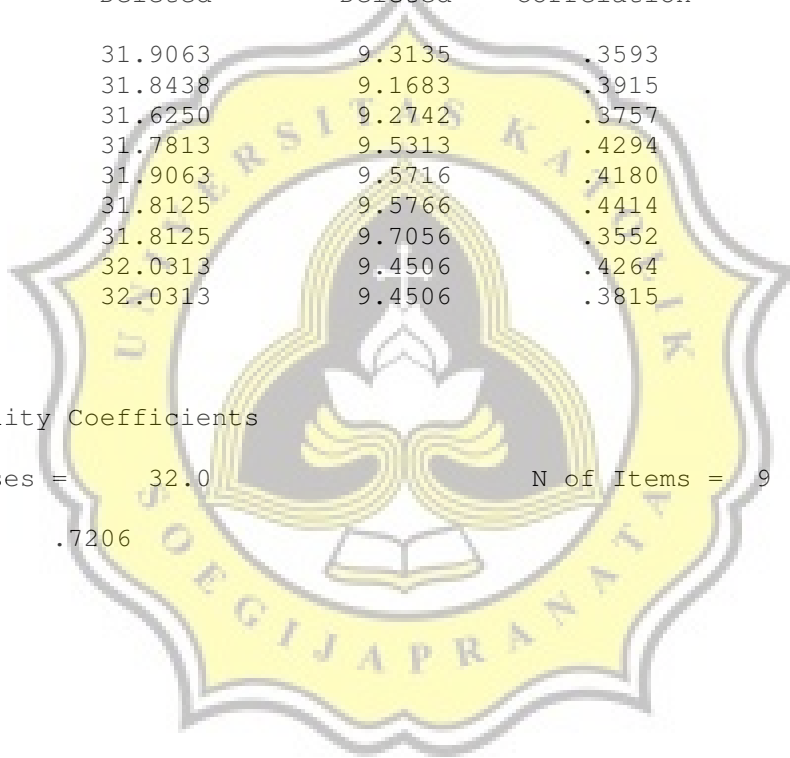 Deleted Deleted Correlation
31.9063 9.3135 .3593
31.8438 9.1683 .3915
31.6250 9.2742 .3757
31.7813 9.5313 .4294
31.9063 9.5716 .4180
31.8125 9.5766 .4414
31.8125 9.7056 .3552
32.0313 9.4506 .4264
32.0313 9.4506 .3815
lity Coefficients
ses = 32.0 N of Items = 9
.7206
UNIVERSITAS KATOLIK
SOEGIJAPRANATA